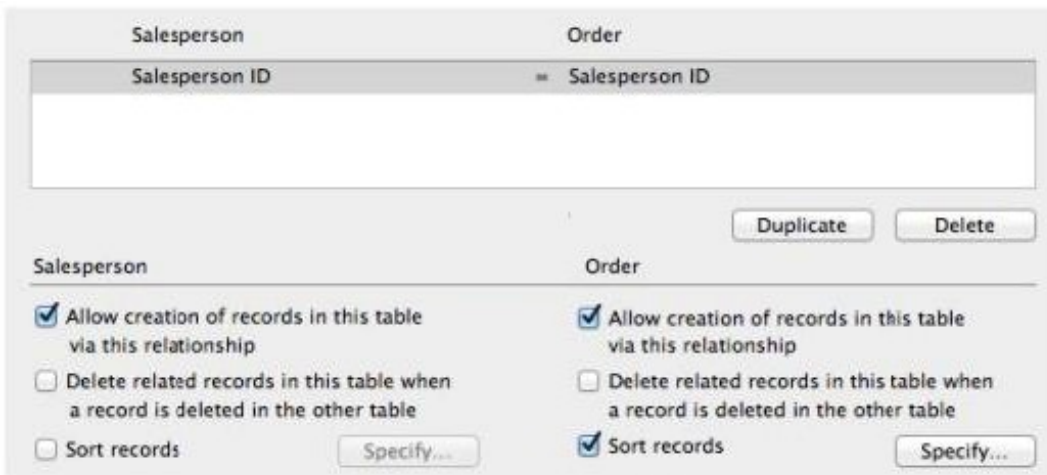 Salesperson Order
Salesperson ID = Salesperson ID
Duplicate Delete
Salesperson Order
Allow creation of records in this table
via this relationship
Allow creation of records in this table
via this relationship
Delete related records in this table when
a record is deleted in the other table
Delete related records in this table when
a record is deleted in the other table
Sort records Specify...
Sort records Specify...